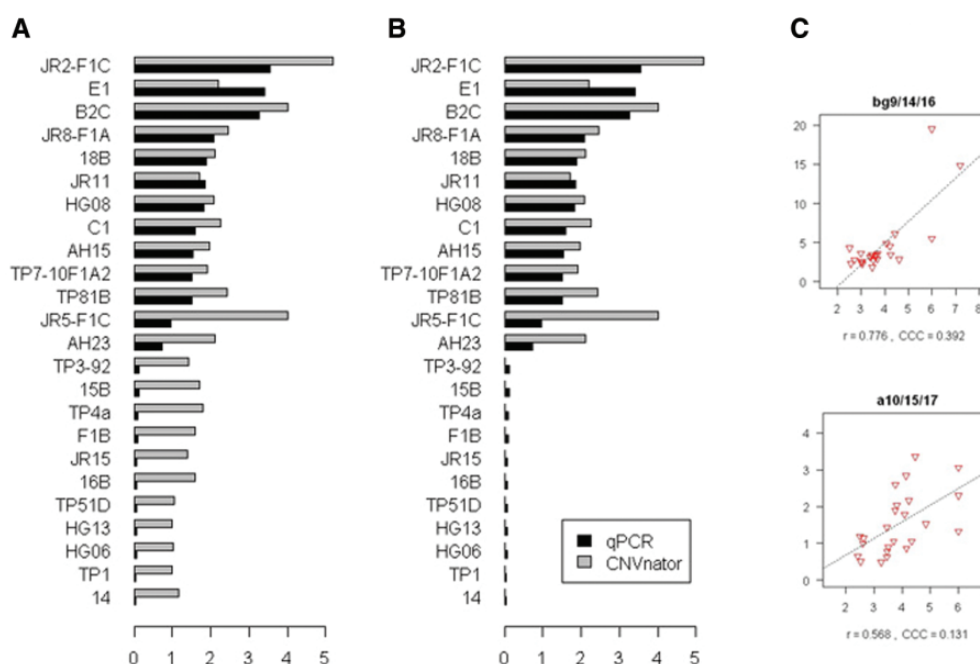 A
JR2-F1C
E1
B2C
JR8-F1A
18B
JR11
HG08
C1
AH15
TP7-10F1A2
TP81B
JR5-F1C
AH23
TP3-92
15B
TP4a
F1B
JR15
16B
TP51D
HG13
HG06
TP1
14
0 1 2 3 4 5
B
JR2-F1C
E1
B2C
JR8-F1A
18B
JR11
HG08
C1
AH15
TP7-10F1A2
TP81B
JR5-F1C
AH23
TP3-92
15B
TP4a
F1B
JR15
16B
TP51D
HG13
HG06
TP1
14
qPCR
CNVnator
0 1 2 3 4 5
C
bg9/14/16
20
15
10
5
0
2 3 4 5 6 7 8
r = 0.776 , CCC = 0.392
a10/15/17
4
3
2
1
0
2 3 4 5 6
r = 0.568 , CCC = 0.131